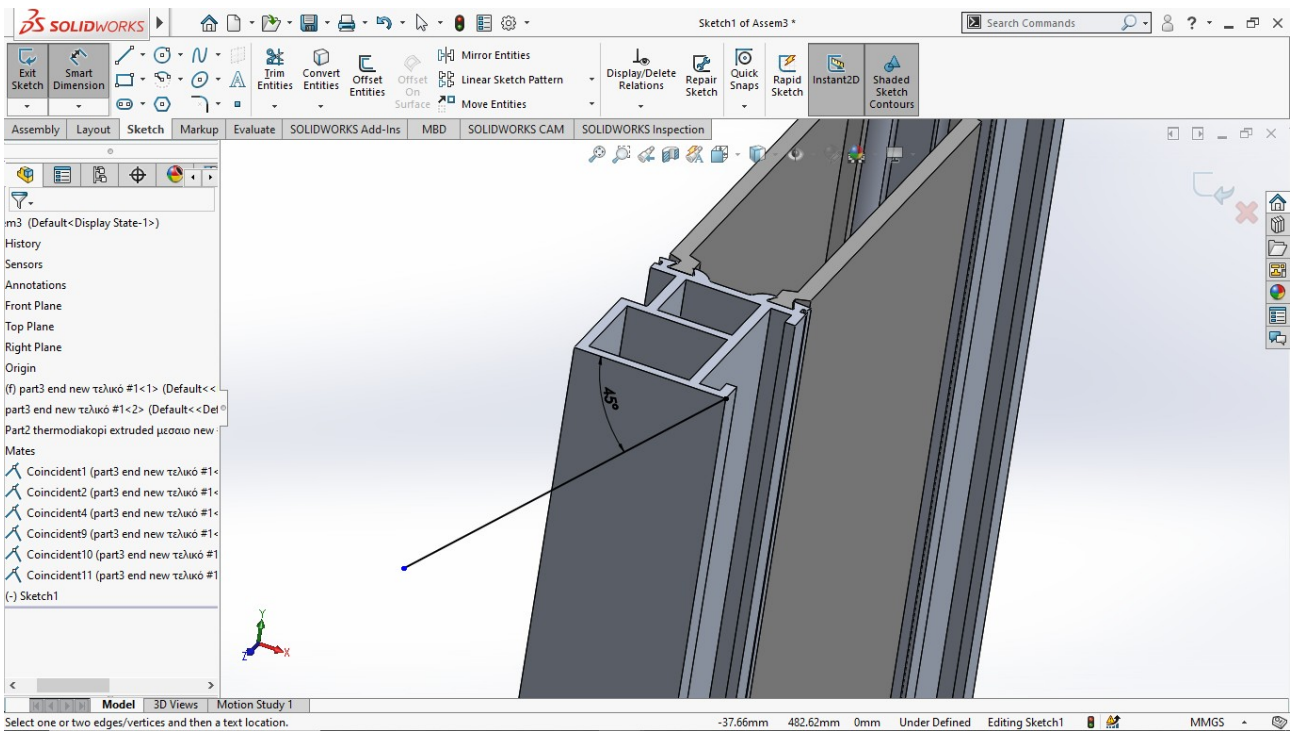 SOLIDWORKS
Sketch1 of Assem3 *
Search Commands
Exit Sketch
Smart Dimension
Trim Entities
Convert Entities
Offset Entities
Offset On Surface
Mirror Entities
Linear Sketch Pattern
Move Entities
Display/Delete Relations
Repair Sketch
Quick Snaps
Rapid Sketch
Instant2D
Shaded Sketch Contours
Assembly Layout Sketch Markup Evaluate SOLIDWORKS Add-Ins MBD SOLIDWORKS CAM SOLIDWORKS Inspection
em3 (Default<Display State-1>)
History
Sensors
Annotations
Front Plane
Top Plane
Right Plane
Origin
(f) part3 end new τελικό #1<1> (Default<<
part3 end new τελικό #1<2> (Default<<Def
Part2 thermodiakopi extruded μεσαιο new
Mates
Coincident1 (part3 end new τελικό #1<
Coincident2 (part3 end new τελικό #1<
Coincident4 (part3 end new τελικό #1<
Coincident9 (part3 end new τελικό #1<
Coincident10 (part3 end new τελικό #1
Coincident11 (part3 end new τελικό #1
(-) Sketch1
45°
Y
X
Z
Model 3D Views Motion Study 1
Select one or two edges/vertices and then a text location.
-37.66mm 482.62mm 0mm Under Defined Editing Sketch1 MMGS